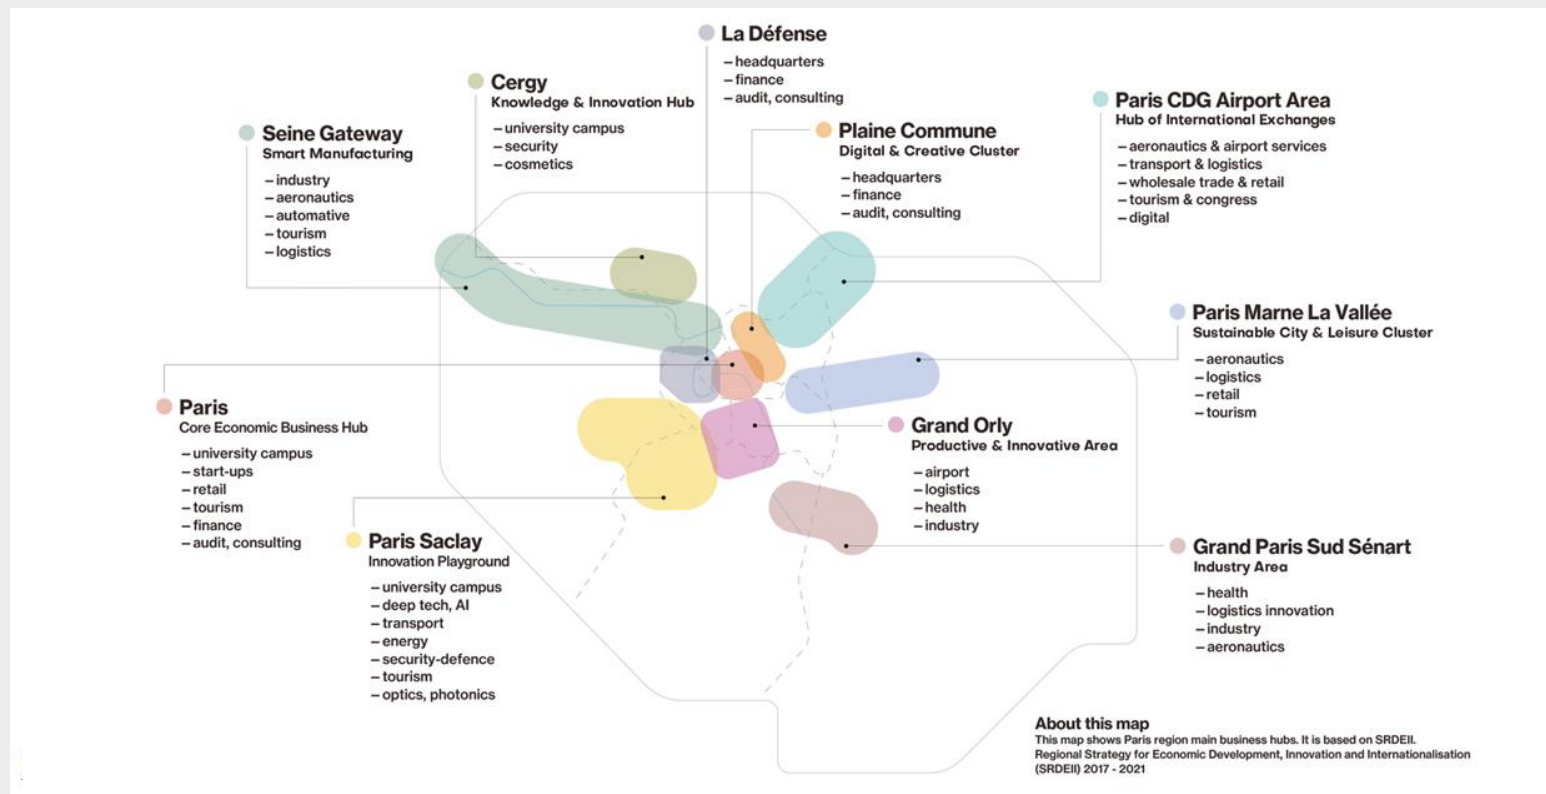 La Défense
– headquarters
– finance
– audit, consulting
Cergy
Knowledge & Innovation Hub
– university campus
– security
– cosmetics
Paris CDG Airport Area
Hub of International Exchanges
– aeronautics & airport services
– transport & logistics
– wholesale trade & retail
– tourism & congress
– digital
Seine Gateway
Smart Manufacturing
– industry
– aeronautics
– automative
– tourism
– logistics
Plaine Commune
Digital & Creative Cluster
– headquarters
– finance
– audit, consulting
Paris Marne La Vallée
Sustainable City & Leisure Cluster
– aeronautics
– logistics
– retail
– tourism
Paris
Core Economic Business Hub
– university campus
– start-ups
– retail
– tourism
– finance
– audit, consulting
Grand Orly
Productive & Innovative Area
– airport
– logistics
– health
– industry
Paris Saclay
Innovation Playground
– university campus
– deep tech, AI
– transport
– energy
– security-defence
– tourism
– optics, photonics
Grand Paris Sud Sénart
Industry Area
– health
– logistics innovation
– industry
– aeronautics
About this map
This map shows Paris region main business hubs. It is based on SRDEII.
Regional Strategy for Economic Development, Innovation and Internationalisation
(SRDEII) 2017 - 2021